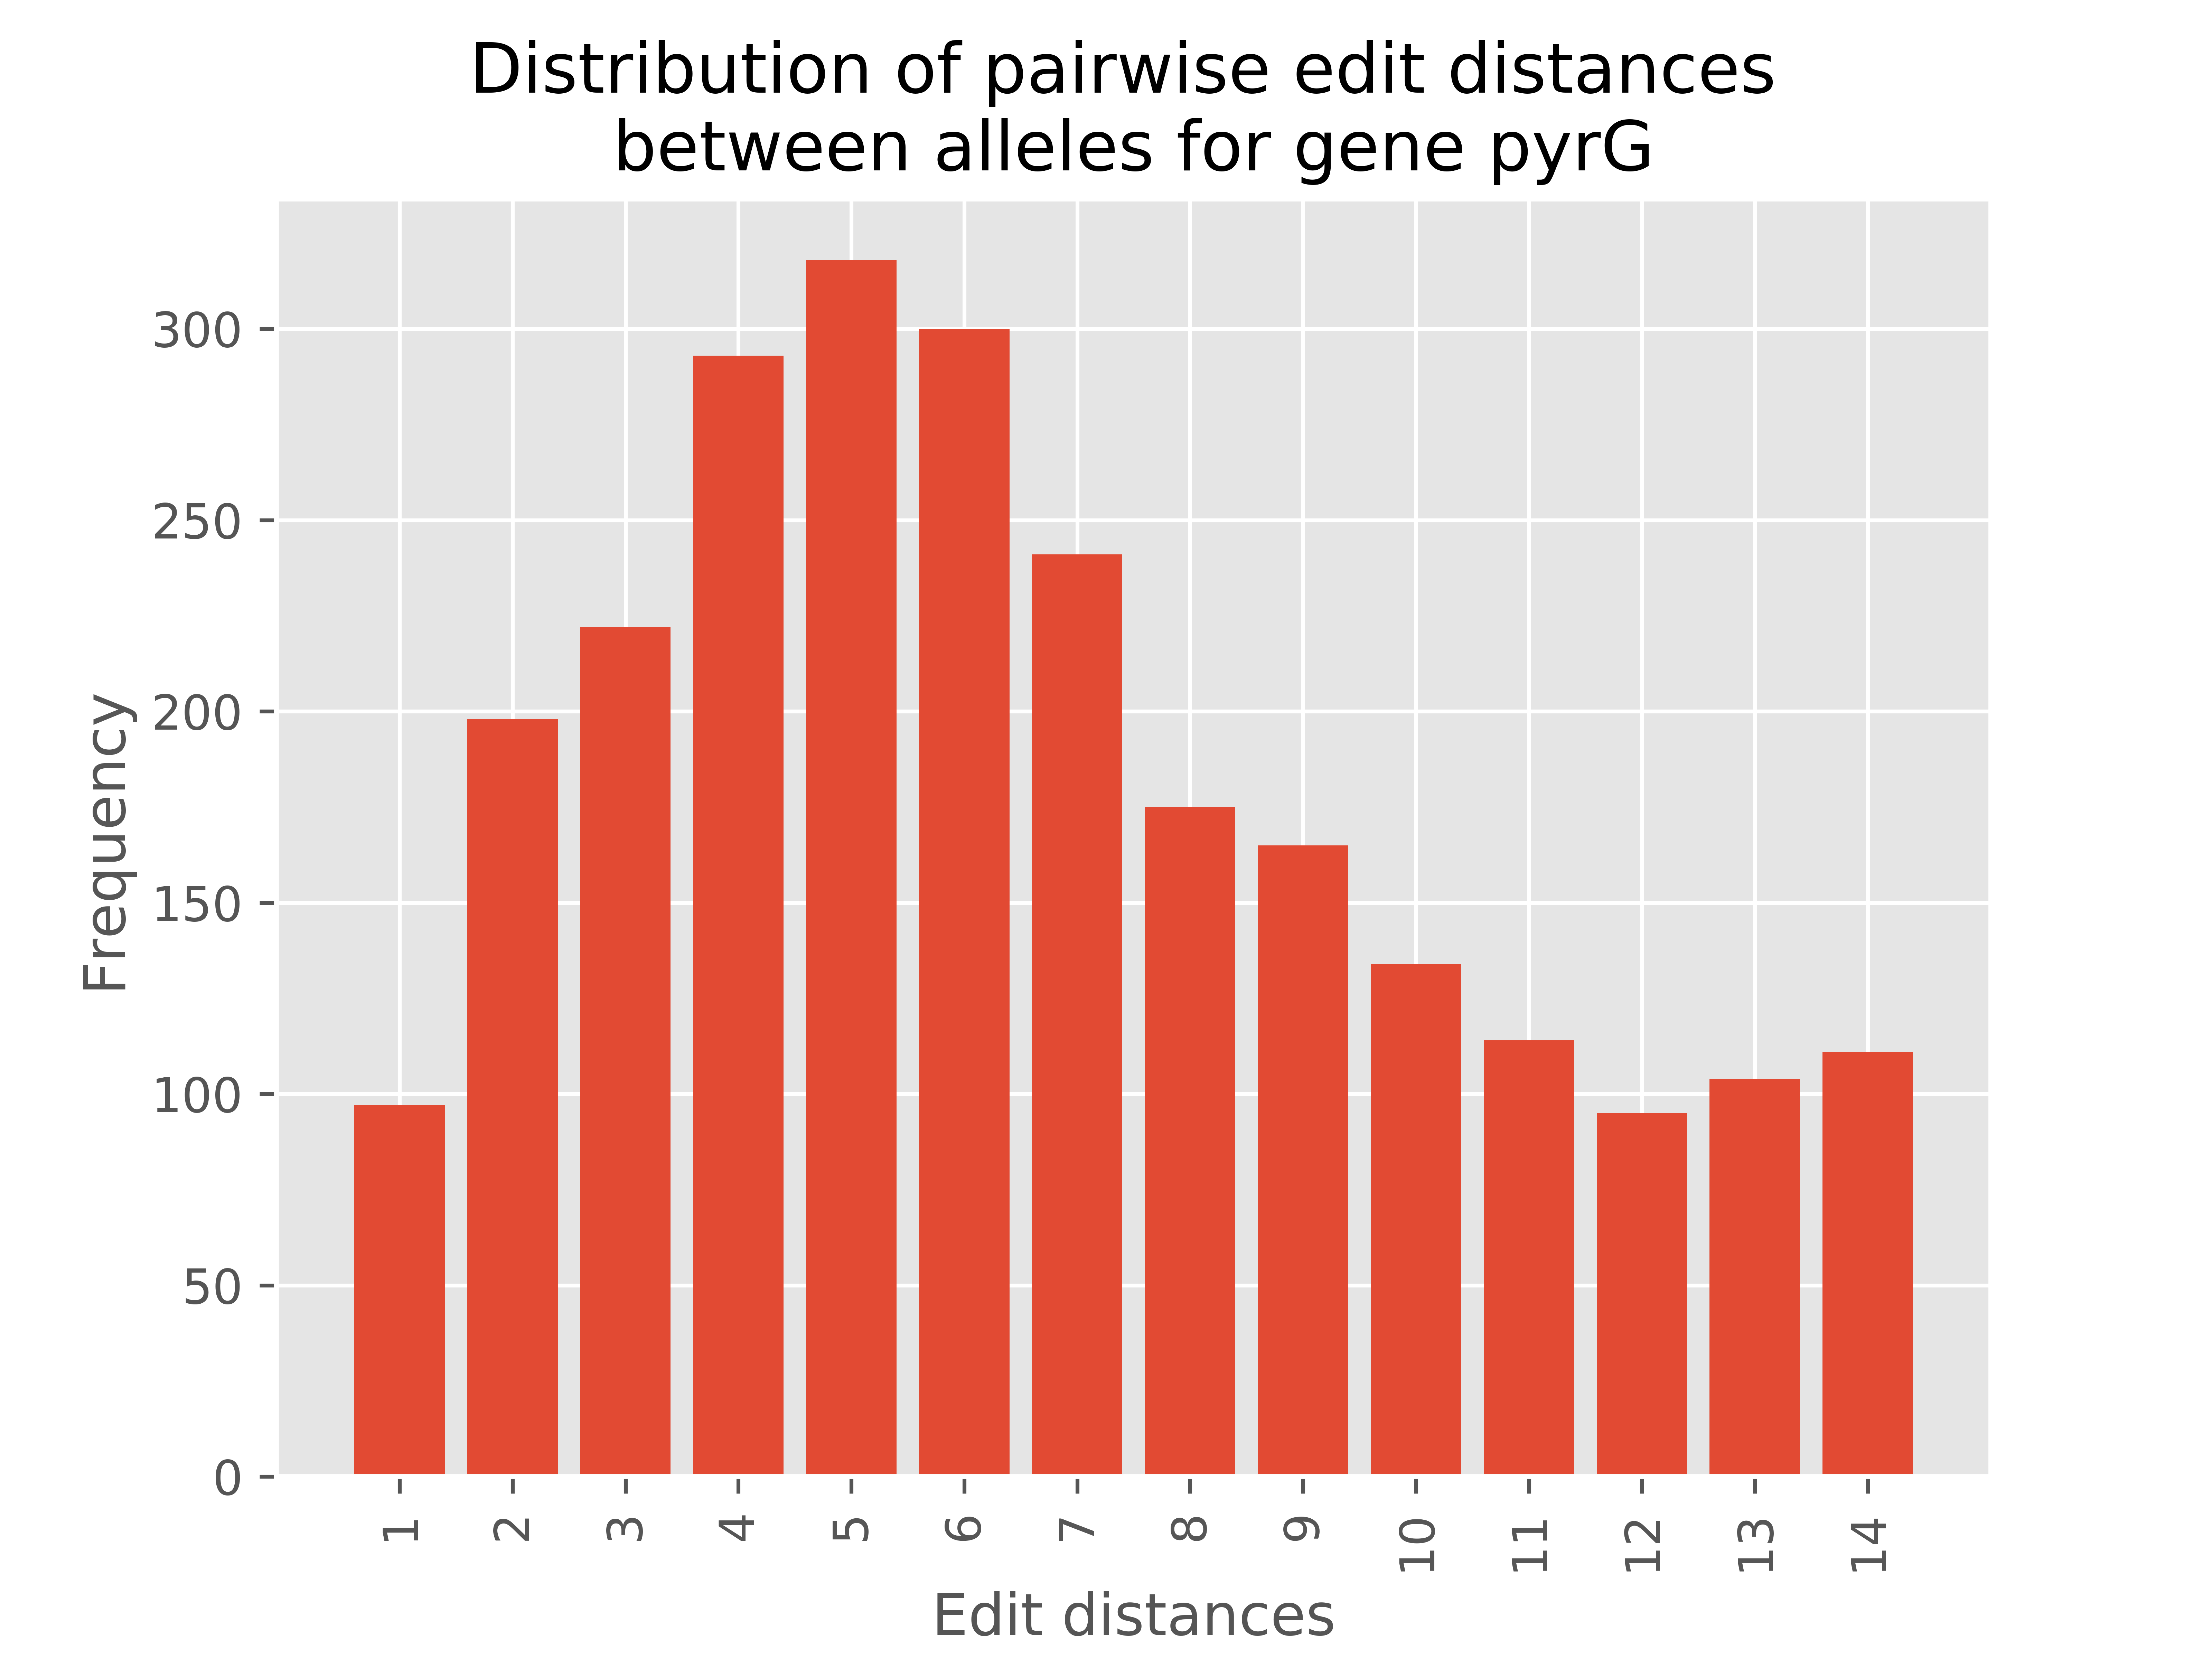 Distribution of pairwise edit distances
between alleles for gene pyrG
Frequency
300
250
200
150
100
50
0
1 2 3 4 5 6 7 8 9 10 11 12 13 14
Edit distances